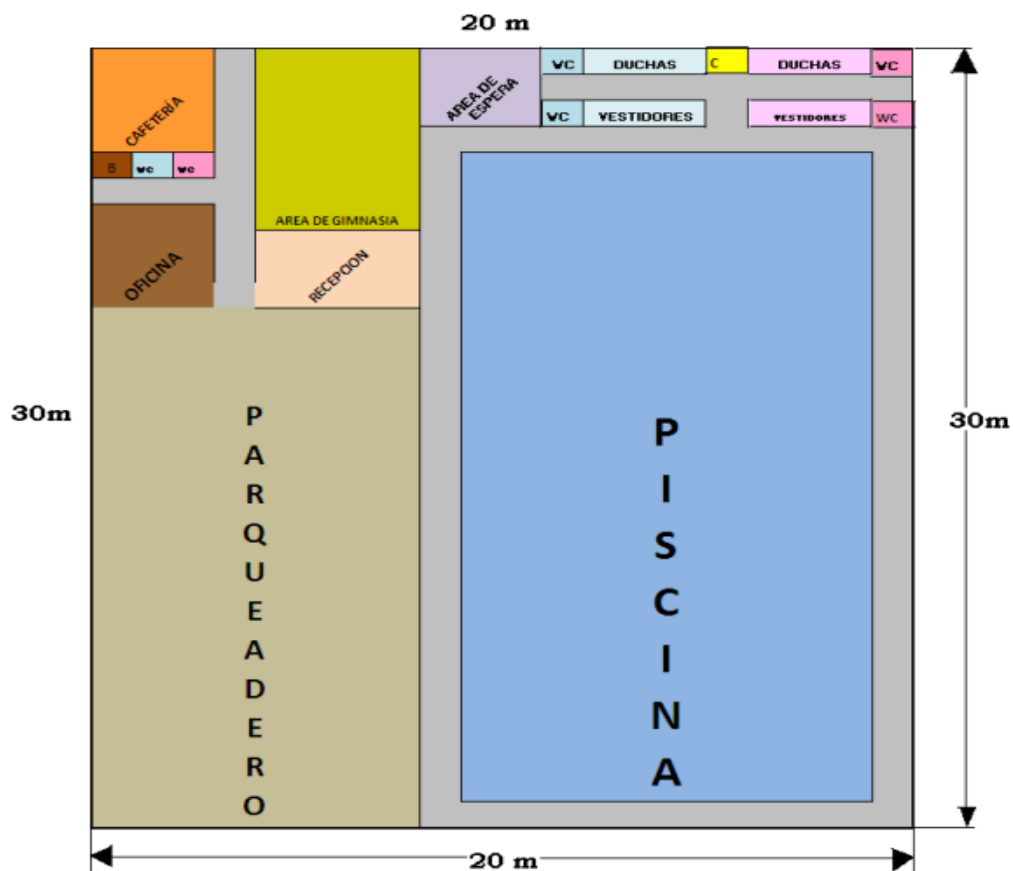 20 m
WC
DUCHAS
C
DUCHAS
WC
CAFETERÍA
AREA DE
ESPERA
WC
VESTIDORES
VESTIDORES
WC
B
WC
WC
AREA DE GIMNASIA
OFICINA
RECEPCION
30m
30m
PARQUEADERO
PISCINA
20 m